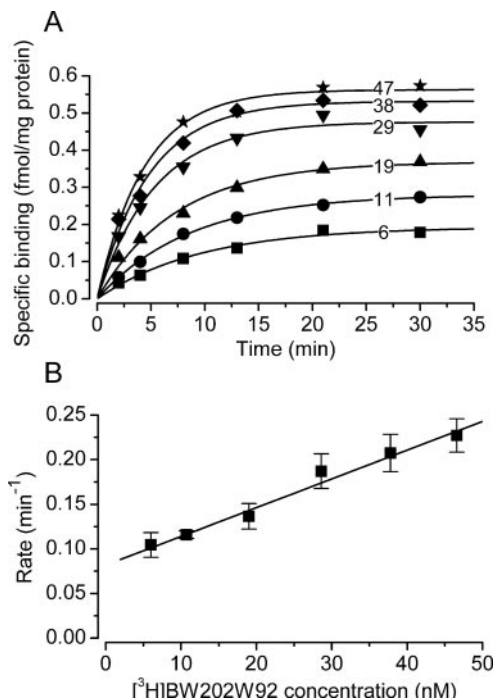 A
Specific binding (fmol/mg protein)
0.6
0.5
0.4
0.3
0.2
0.1
0.0
47
38
29
19
11
6
0 5 10 15 20 25 30 35
Time (min)
B
Rate (min⁻¹)
0.25
0.20
0.15
0.10
0.05
0.00
0 10 20 30 40 50
[³H]BW202W92 concentration (nM)